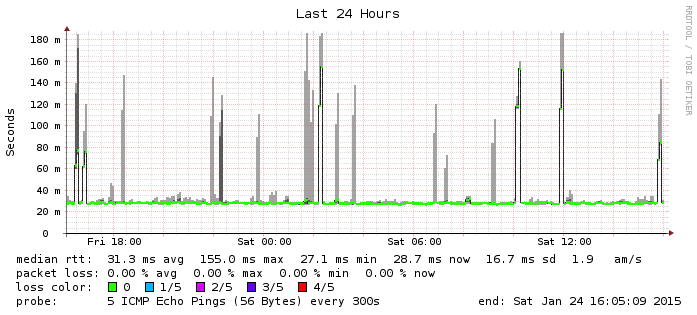 Last 24 Hours
RRDTOOL / TOBI OETIKER
Seconds
180 m
160 m
140 m
120 m
100 m
80 m
60 m
40 m
20 m
0
Fri 18:00 Sat 00:00 Sat 06:00 Sat 12:00
median rtt: 31.3 ms avg 155.0 ms max 27.1 ms min 28.7 ms now 16.7 ms sd 1.9 am/s
packet loss: 0.00 % avg 0.00 % max 0.00 % min 0.00 % now
loss color: 0 1/5 2/5 3/5 4/5
probe: 5 ICMP Echo Pings (56 Bytes) every 300s end: Sat Jan 24 16:05:09 2015